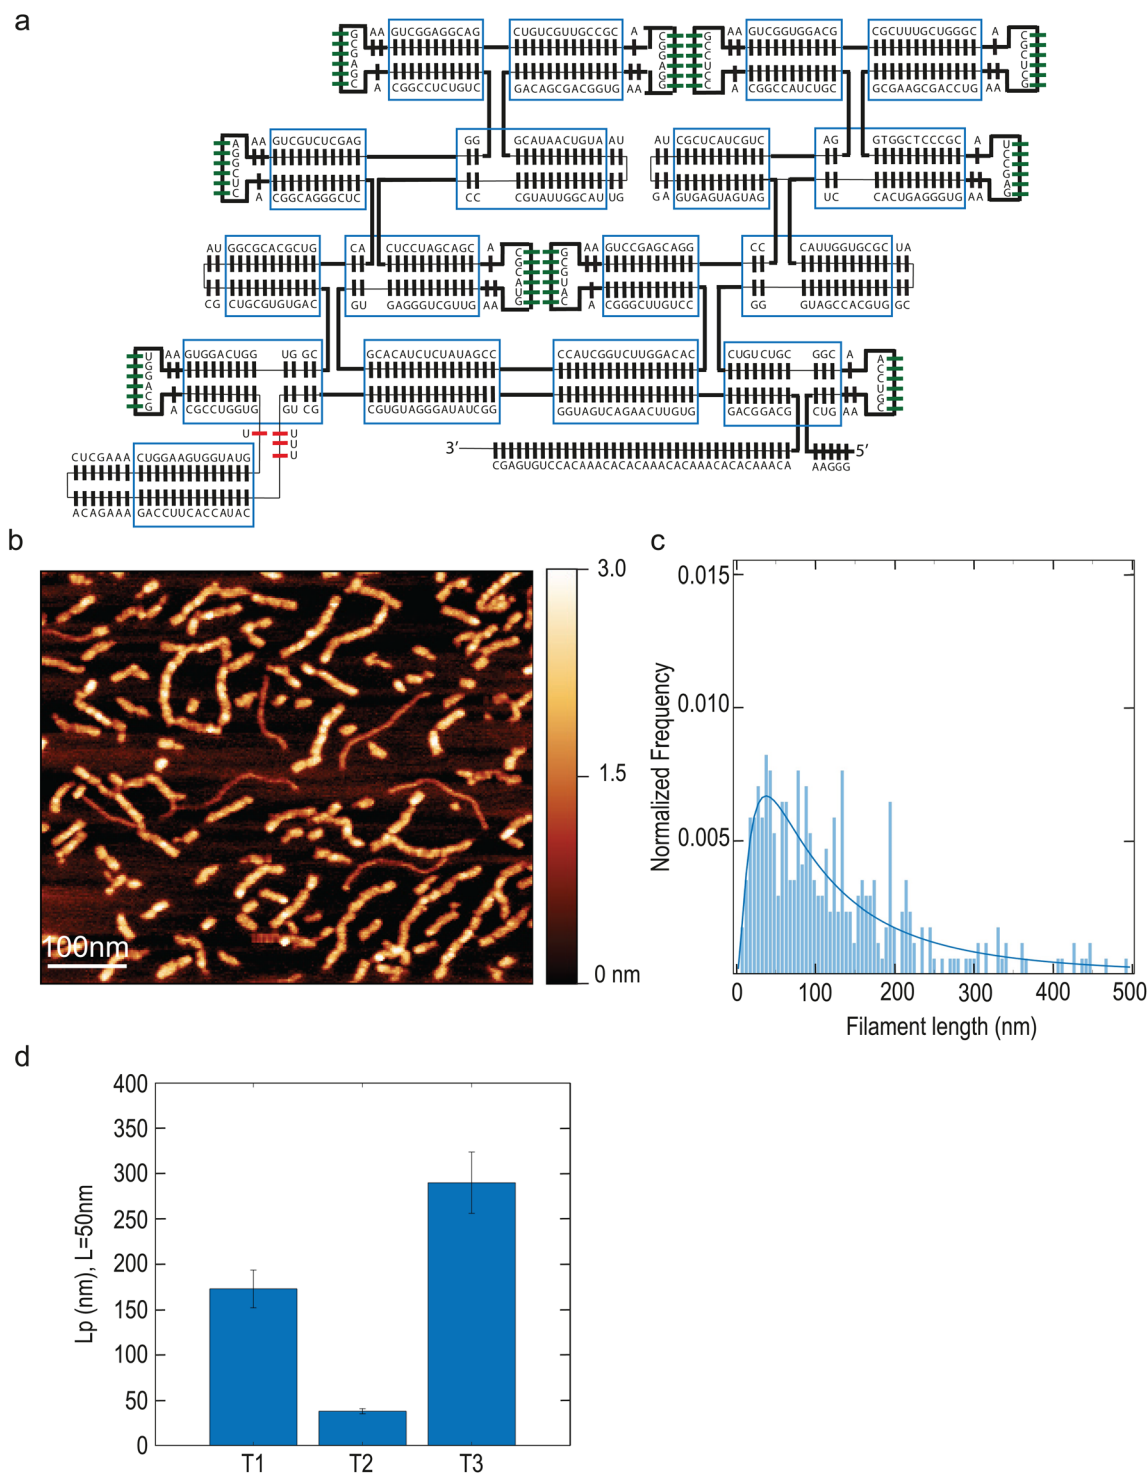 a
AA GUCGGAGGCAG CUGUCGUUGCCGC A AA GUCGGUGGACG CGCUUUGCUGGGC A
GCGAGC CGGAGG GCCUCC CGCUCG
A CGGCCUCUGUC GACAGCGACGGUG AA A CGGCCAUCUGC GCGAAGCGACCUG AA
AA GUCGUCUCGAG GG GCAUAACUGUA AU AU CGCUCAUCGUC AG GTGGCUCCCGC A
AGGCUC UCCGAG
A CGGCAGGGCUC CC CGUAUUGGCAU UG GA GUGAGUAGUAG UC CACUGAGGGUG AA
AU GGCGCACGCUG CA CUCCUAGCAGC A AA GUCCGAGCAGG CC CAUUGGUGCGC UA
CGCAUG GCGUAC
CG CUGCGUGUGAC GU GAGGGUCGUUG AA A CGGGCUUGUCC GG GUAGCCACGUG GC
AA GUGGACUGG UG GC GCACAUCUCUAUAGCC CCAUCGGUCUUGGACAC CUGUCUGC GGC A
UGGACG ACCUGC
A CGCCUGGUG GU CG CGUGUAGGGAUAUCGG GGUAGUCAGAACUUGUG GACGGACG CUG AA
U U
U
U
3′ 5′
CGAGUGUCCACAAACACACAAACACAAACACACAAACA AAGGG
CUCGAAA CUGGAAGUGGUAUG
ACAGAAA GACCUUCACCAUAC
b
3.0
1.5
0 nm
100nm
c
0.015
0.010
0.005
Normalized Frequency
0 100 200 300 400 500
Filament length (nm)
d
400
350
300
250
200
150
100
50
0
Lp (nm), L=50nm
T1 T2 T3